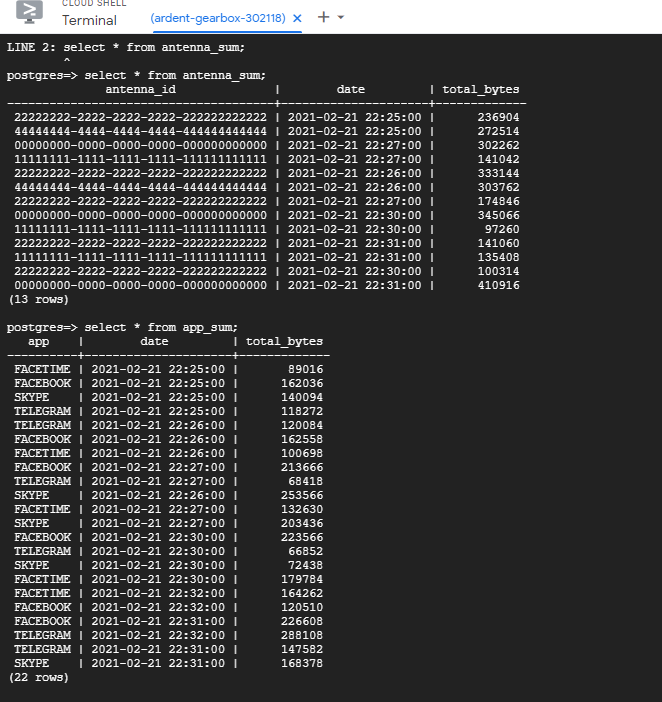 CLOUD SHELL
Terminal
(ardent-gearbox-302118) × +
LINE 2: select * from antenna_sum;
^
postgres=> select * from antenna_sum;
antenna_id | date | total_bytes
--------------------------------------+---------------------+-------------
22222222-2222-2222-2222-222222222222 | 2021-02-21 22:25:00 | 236904
44444444-4444-4444-4444-444444444444 | 2021-02-21 22:25:00 | 272514
00000000-0000-0000-0000-000000000000 | 2021-02-21 22:27:00 | 302262
11111111-1111-1111-1111-111111111111 | 2021-02-21 22:27:00 | 141042
22222222-2222-2222-2222-222222222222 | 2021-02-21 22:26:00 | 333144
44444444-4444-4444-4444-444444444444 | 2021-02-21 22:26:00 | 303762
22222222-2222-2222-2222-222222222222 | 2021-02-21 22:27:00 | 174846
00000000-0000-0000-0000-000000000000 | 2021-02-21 22:30:00 | 345066
11111111-1111-1111-1111-111111111111 | 2021-02-21 22:30:00 | 97260
22222222-2222-2222-2222-222222222222 | 2021-02-21 22:31:00 | 141060
11111111-1111-1111-1111-111111111111 | 2021-02-21 22:31:00 | 135408
22222222-2222-2222-2222-222222222222 | 2021-02-21 22:30:00 | 100314
00000000-0000-0000-0000-000000000000 | 2021-02-21 22:31:00 | 410916
(13 rows)
postgres=> select * from app_sum;
app | date | total_bytes
----------+---------------------+-------------
FACETIME | 2021-02-21 22:25:00 | 89016
FACEBOOK | 2021-02-21 22:25:00 | 162036
SKYPE | 2021-02-21 22:25:00 | 140094
TELEGRAM | 2021-02-21 22:25:00 | 118272
TELEGRAM | 2021-02-21 22:26:00 | 120084
FACEBOOK | 2021-02-21 22:26:00 | 162558
FACETIME | 2021-02-21 22:26:00 | 100698
FACEBOOK | 2021-02-21 22:27:00 | 213666
TELEGRAM | 2021-02-21 22:27:00 | 68418
SKYPE | 2021-02-21 22:26:00 | 253566
FACETIME | 2021-02-21 22:27:00 | 132630
SKYPE | 2021-02-21 22:27:00 | 203436
FACEBOOK | 2021-02-21 22:30:00 | 223566
TELEGRAM | 2021-02-21 22:30:00 | 66852
SKYPE | 2021-02-21 22:30:00 | 72438
FACETIME | 2021-02-21 22:30:00 | 179784
FACETIME | 2021-02-21 22:32:00 | 164262
FACEBOOK | 2021-02-21 22:32:00 | 120510
FACEBOOK | 2021-02-21 22:31:00 | 226608
TELEGRAM | 2021-02-21 22:32:00 | 288108
TELEGRAM | 2021-02-21 22:31:00 | 147582
SKYPE | 2021-02-21 22:31:00 | 168378
(22 rows)